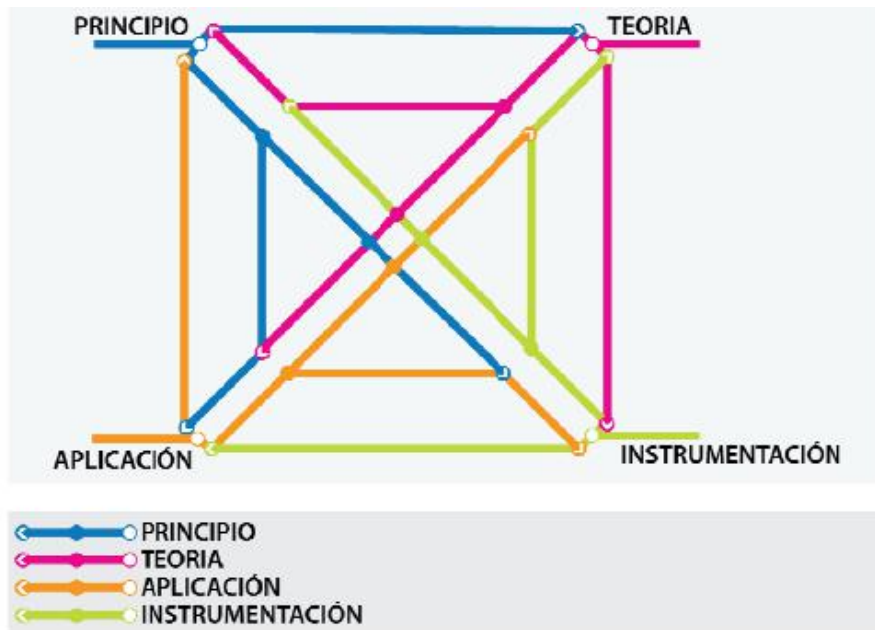 PRINCIPIO
TEORIA
APLICACIÓN
INSTRUMENTACIÓN
PRINCIPIO
TEORIA
APLICACIÓN
INSTRUMENTACIÓN